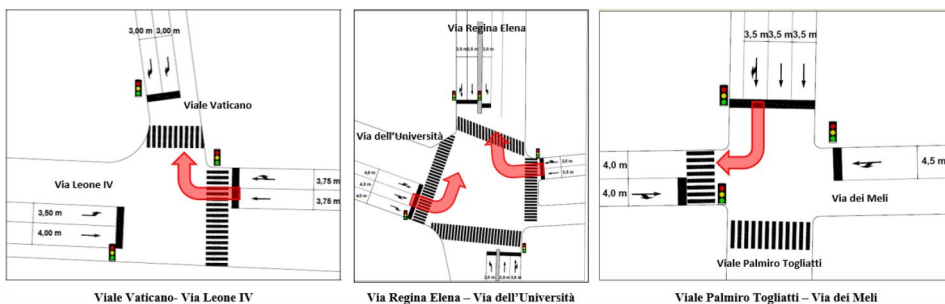 3,00 m 3,00 m
Viale Vaticano
Via Leone IV
3,50 m
4,00 m
3,75 m
3,75 m
Viale Vaticano- Via Leone IV
Via Regina Elena
Via dell'Università
Via Regina Elena – Via dell'Università
3,5 m 3,5 m 3,5 m
4,0 m
4,0 m
4,5 m
Via dei Meli
Viale Palmiro Togliatti
Viale Palmiro Togliatti – Via dei Meli